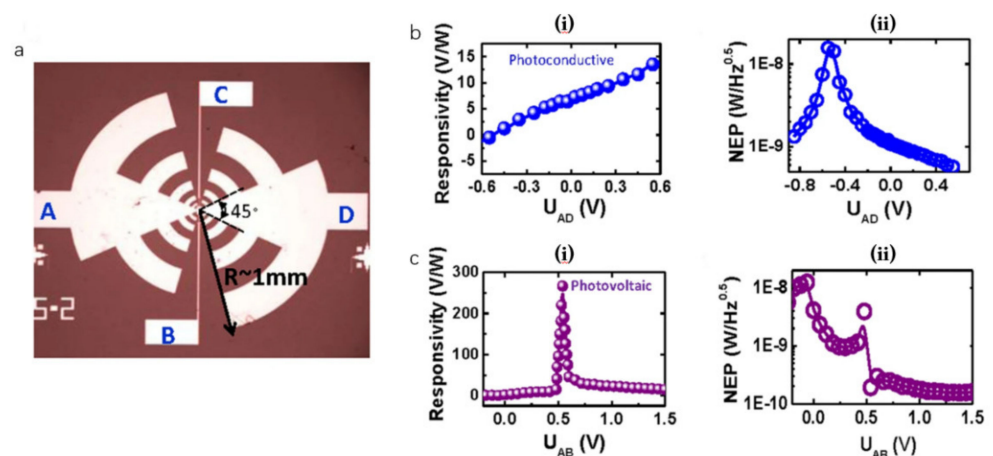 a
C
A
D
45°
R~1mm
5-2
B
b
(i)
Responsivity (V/W)
15
10
5
0
5
Photoconductive
-0.6 -0.3 0.0 0.3 0.6
U_AD (V)
(ii)
NEP (W/Hz^0.5)
1E-8
1E-9
-0.8 -0.4 0.0 0.4
U_AD (V)
c
(i)
Responsivity (V/W)
300
200
100
0
Photovoltaic
0.0 0.5 1.0 1.5
U_AB (V)
(ii)
NEP (W/Hz^0.5)
1E-8
1E-9
1E-10
0.0 0.5 1.0 1.5
U_AB (V)